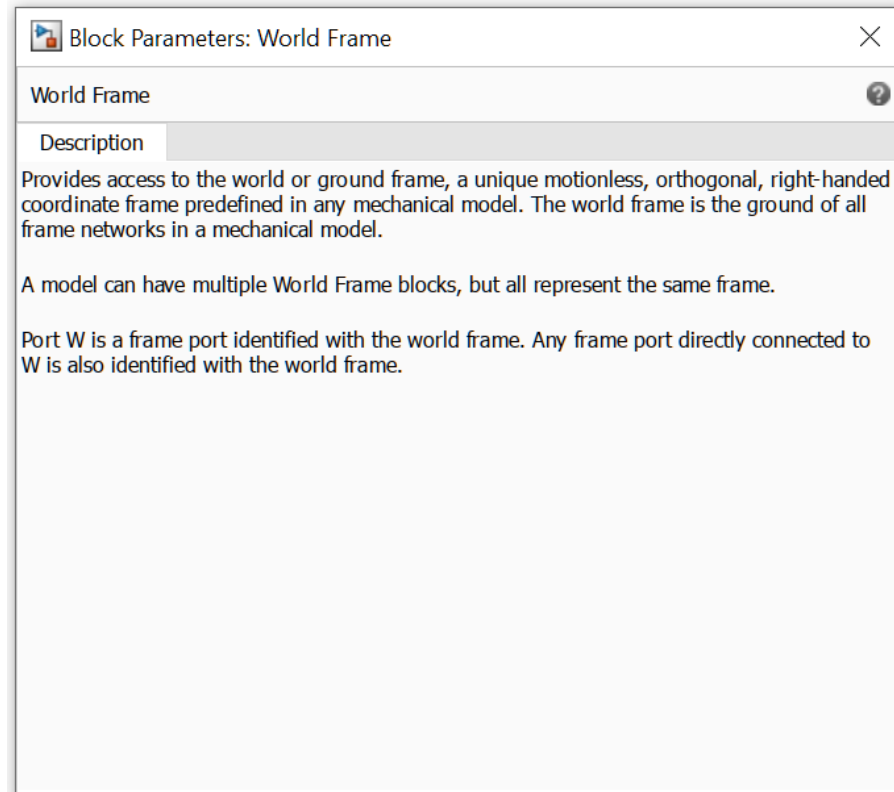 Block Parameters: World Frame
World Frame
Description
Provides access to the world or ground frame, a unique motionless, orthogonal, right-handed
coordinate frame predefined in any mechanical model. The world frame is the ground of all
frame networks in a mechanical model.
A model can have multiple World Frame blocks, but all represent the same frame.
Port W is a frame port identified with the world frame. Any frame port directly connected to
W is also identified with the world frame.